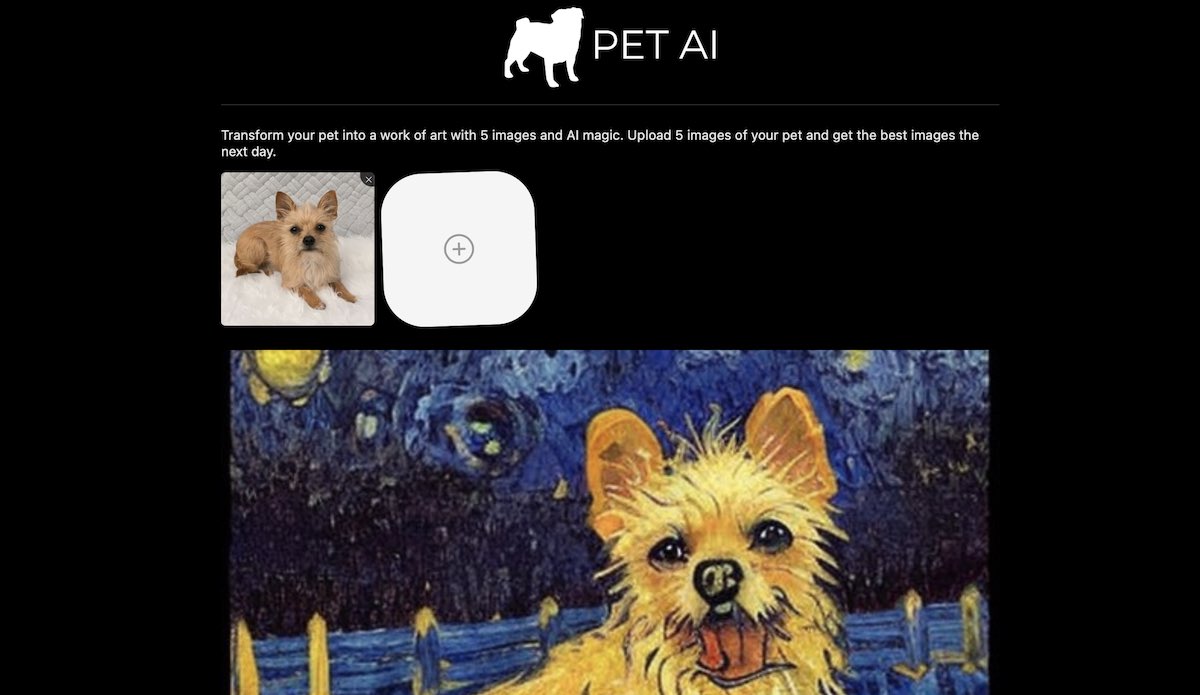 PET AI
Transform your pet into a work of art with 5 images and AI magic. Upload 5 images of your pet and get the best images the
next day.